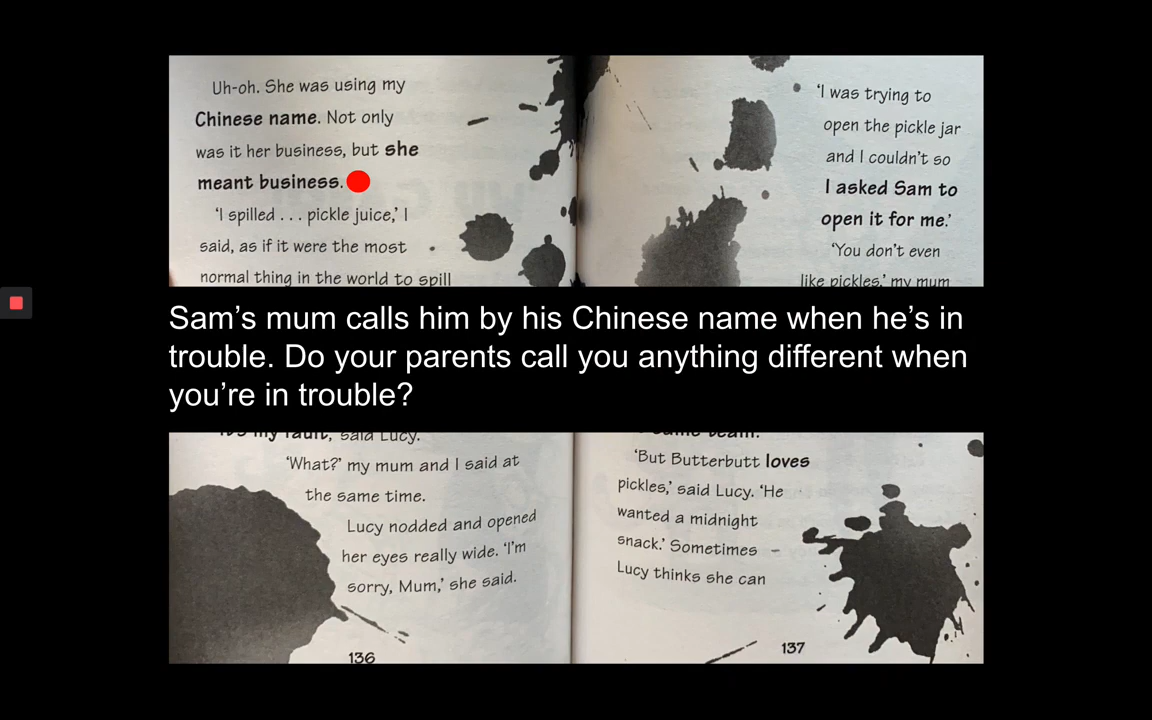 Uh-oh. She was using my
Chinese name. Not only
was it her business, but she
meant business.
‘I spilled . . . pickle juice,’ I
said, as if it were the most
normal thing in the world to spill
‘I was trying to
open the pickle jar
and I couldn’t so
I asked Sam to
open it for me.’
‘You don’t even
like pickles,’ my mum
Sam’s mum calls him by his Chinese name when he’s in
trouble. Do your parents call you anything different when
you’re in trouble?
my fault, said Lucy.
‘What?’ my mum and I said at
the same time.
Lucy nodded and opened
her eyes really wide. ‘I’m
sorry, Mum,’ she said.
136
same team.
‘But Butterbutt loves
pickles,’ said Lucy. ‘He
wanted a midnight
snack.’ Sometimes
Lucy thinks she can
137